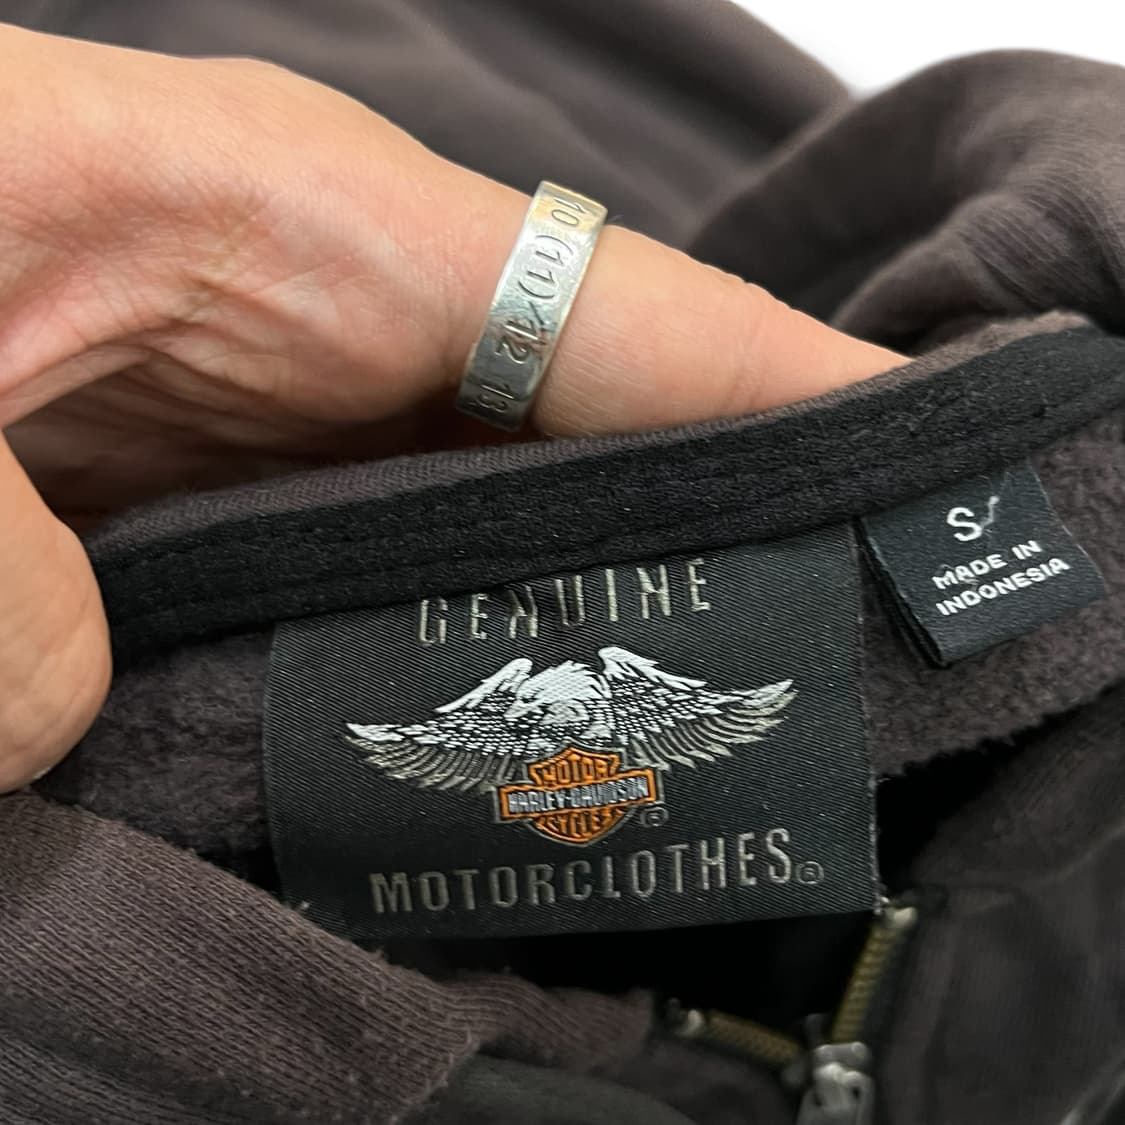 10 (11) 12 13
S
MADE IN
INDONESIA
GENUINE
MOTOR
HARLEY-DAVIDSON
CYCLES
®
MOTORCLOTHES®